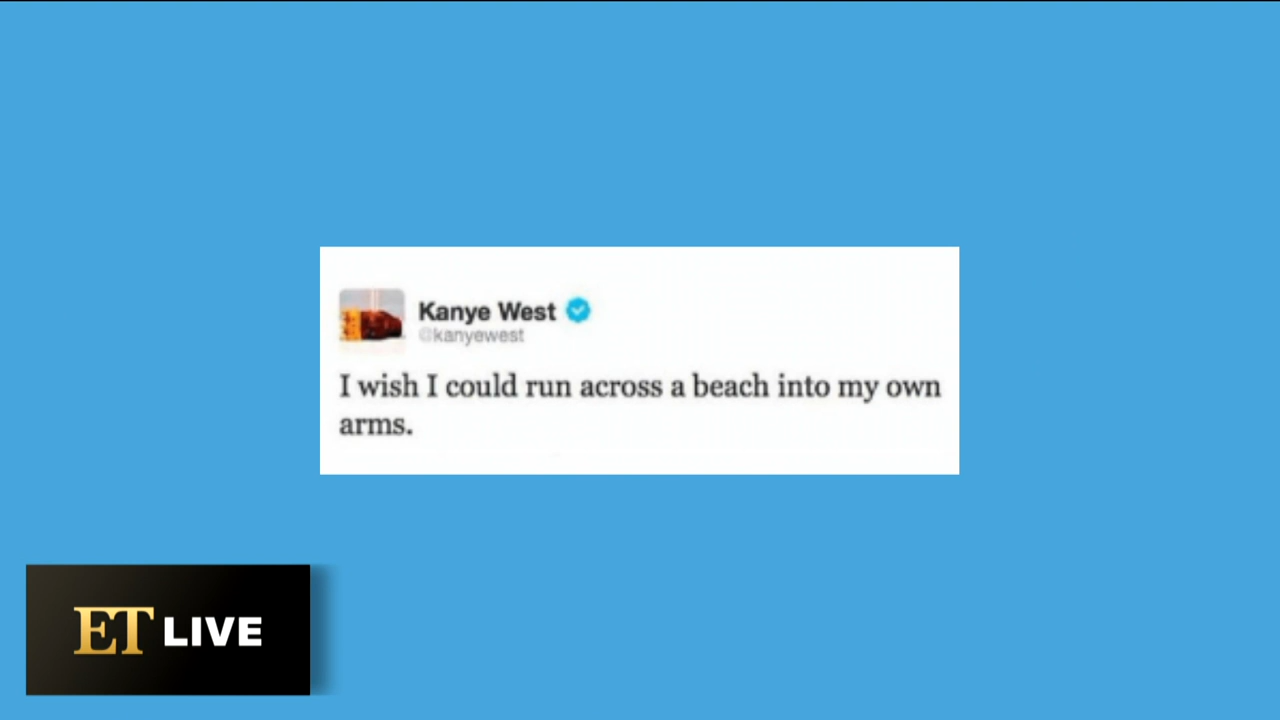 Kanye West
@kanyewest
I wish I could run across a beach into my own
arms.
ET LIVE